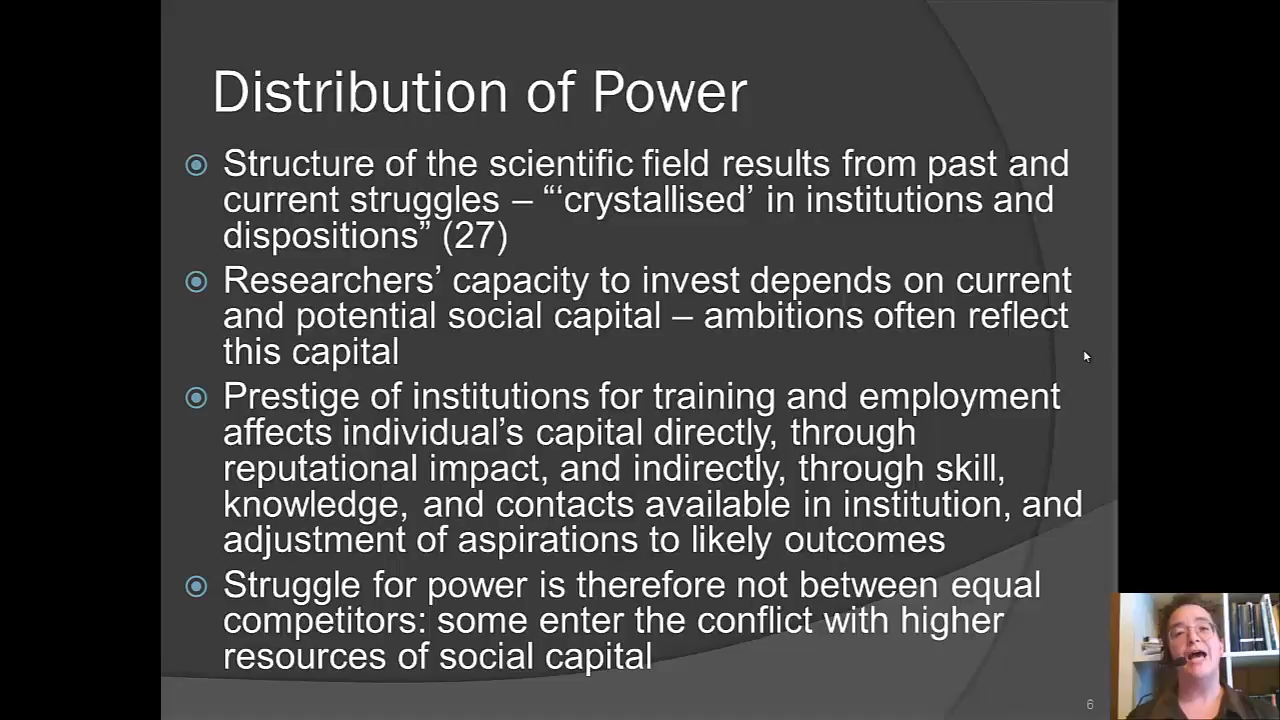 Distribution of Power
Structure of the scientific field results from past and
current struggles – “‘crystallised’ in institutions and
dispositions” (27)
Researchers’ capacity to invest depends on current
and potential social capital – ambitions often reflect
this capital
Prestige of institutions for training and employment
affects individual’s capital directly, through
reputational impact, and indirectly, through skill,
knowledge, and contacts available in institution, and
adjustment of aspirations to likely outcomes
Struggle for power is therefore not between equal
competitors: some enter the conflict with higher
resources of social capital
6